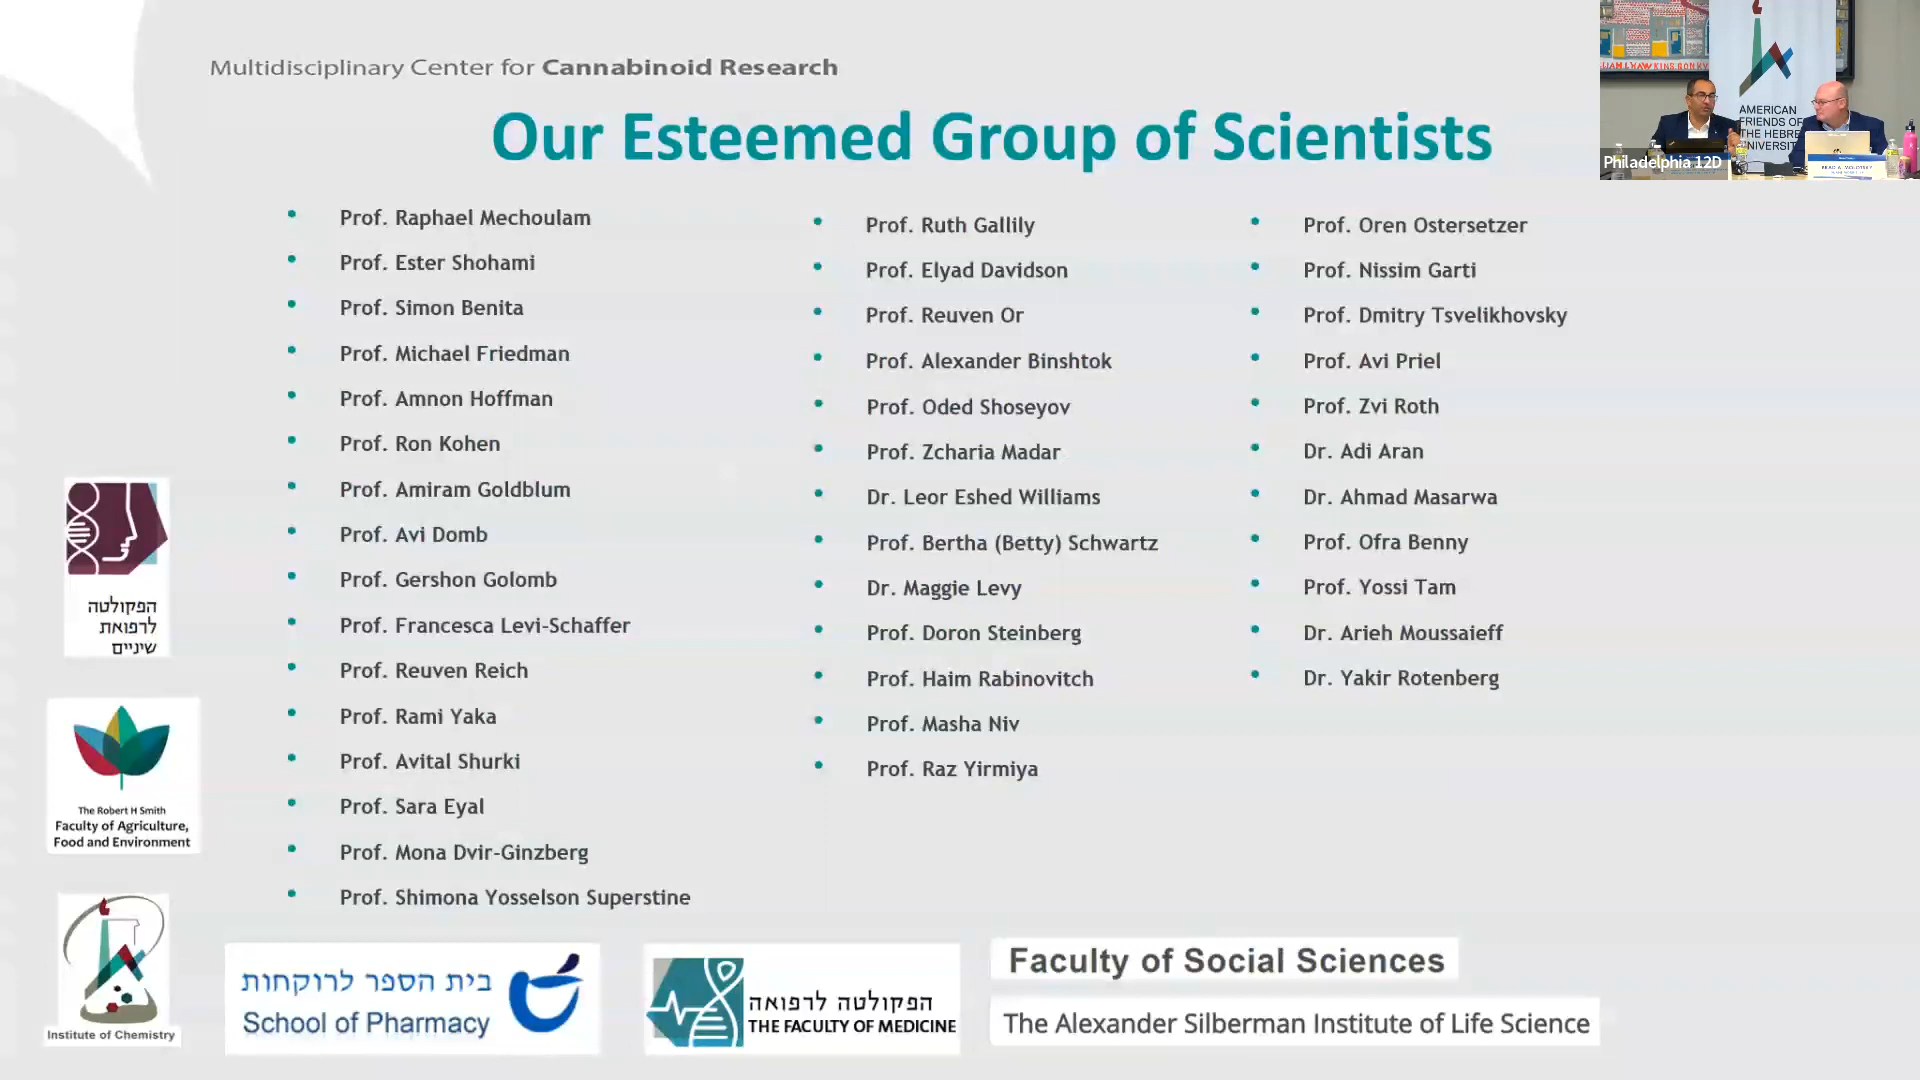 Multidisciplinary Center for Cannabinoid Research
Our Esteemed Group of Scientists
Prof. Raphael Mechoulam
Prof. Ester Shohami
Prof. Simon Benita
Prof. Michael Friedman
Prof. Amnon Hoffman
Prof. Ron Kohen
Prof. Amiram Goldblum
Prof. Avi Domb
Prof. Gershon Golomb
Prof. Francesca Levi-Schaffer
Prof. Reuven Reich
Prof. Rami Yaka
Prof. Avital Shurki
Prof. Sara Eyal
Prof. Mona Dvir-Ginzberg
Prof. Shimona Yosselson Superstine
Prof. Ruth Gallily
Prof. Elyad Davidson
Prof. Reuven Or
Prof. Alexander Binshtok
Prof. Oded Shoseyov
Prof. Zcharia Madar
Dr. Leor Eshed Williams
Prof. Bertha (Betty) Schwartz
Dr. Maggie Levy
Prof. Doron Steinberg
Prof. Haim Rabinovitch
Prof. Masha Niv
Prof. Raz Yirmiya
Prof. Oren Ostersetzer
Prof. Nissim Garti
Prof. Dmitry Tsvelikhovsky
Prof. Avi Priel
Prof. Zvi Roth
Dr. Adi Aran
Dr. Ahmad Masarwa
Prof. Ofra Benny
Prof. Yossi Tam
Dr. Arieh Moussaieff
Dr. Yakir Rotenberg
הפקולטה
לרפואת
שיניים
The Robert H Smith
Faculty of Agriculture,
Food and Environment
Institute of Chemistry
בית הספר לרוקחות
School of Pharmacy
הפקולטה לרפואה
THE FACULTY OF MEDICINE
Faculty of Social Sciences
The Alexander Silberman Institute of Life Science
AMERICAN
FRIENDS OF
THE HEBRE
NIVERSIT
Philadelphia 12D